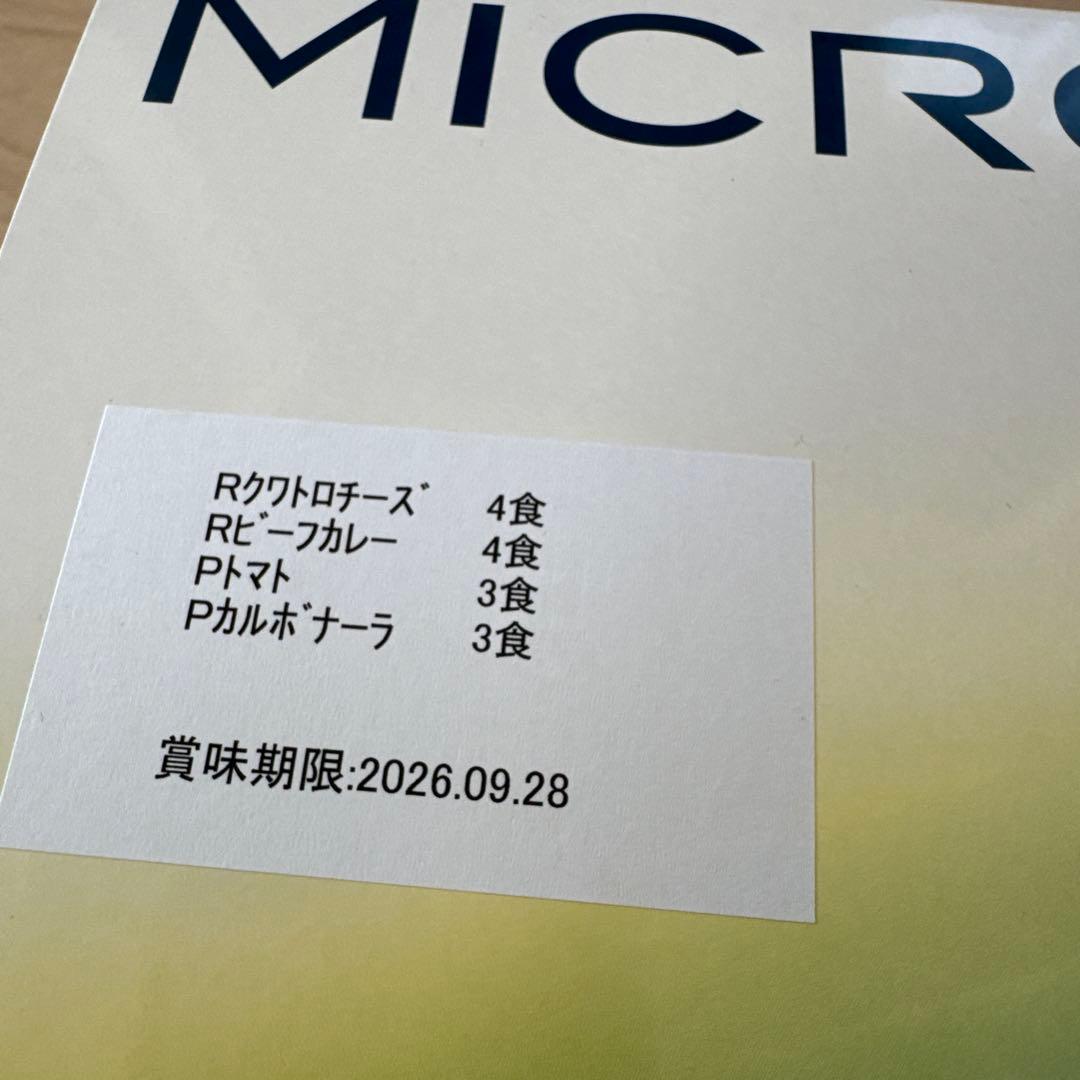 MICR
Rｸﾜﾄﾛﾁｰｽﾞ 4食
Rﾋﾞｰﾌｶﾚｰ 4食
Pﾄﾏﾄ 3食
Pｶﾙﾎﾞﾅｰﾗ 3食
賞味期限:2026.09.28